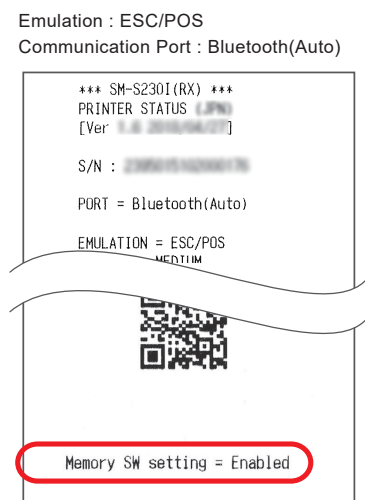 Emulation : ESC/POS
Communication Port : Bluetooth(Auto)
*** SM-S230I(RX) ***
PRINTER STATUS
[Ver
S/N :
PORT = Bluetooth(Auto)
EMULATION = ESC/POS
MEDIUM
Memory SW setting = Enabled